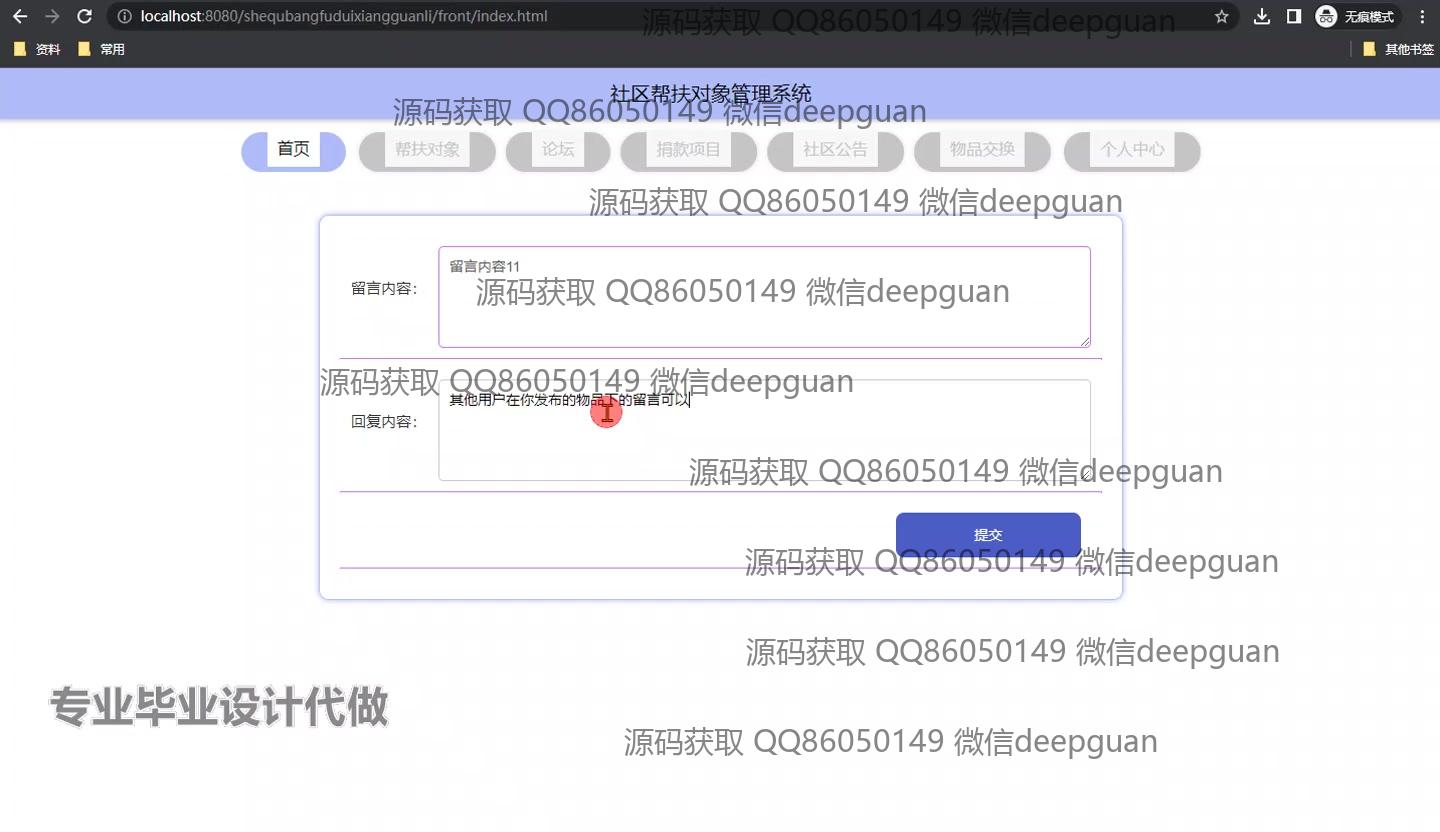 localhost:8080/shequbangfuduixiangguanli/front/index.html
无痕模式
资料
常用
其他书签
源码获取 QQ86050149 微信deepguan
社区帮扶对象管理系统
源码获取 QQ86050149 微信deepguan
首页
帮扶对象
论坛
捐款项目
社区公告
物品交换
个人中心
源码获取 QQ86050149 微信deepguan
留言内容：
留言内容11
源码获取 QQ86050149 微信deepguan
源码获取 QQ86050149 微信deepguan
回复内容：
其他用户在你发布的物品下的留言可以
源码获取 QQ86050149 微信deepguan
提交
源码获取 QQ86050149 微信deepguan
源码获取 QQ86050149 微信deepguan
专业毕业设计代做
源码获取 QQ86050149 微信deepguan